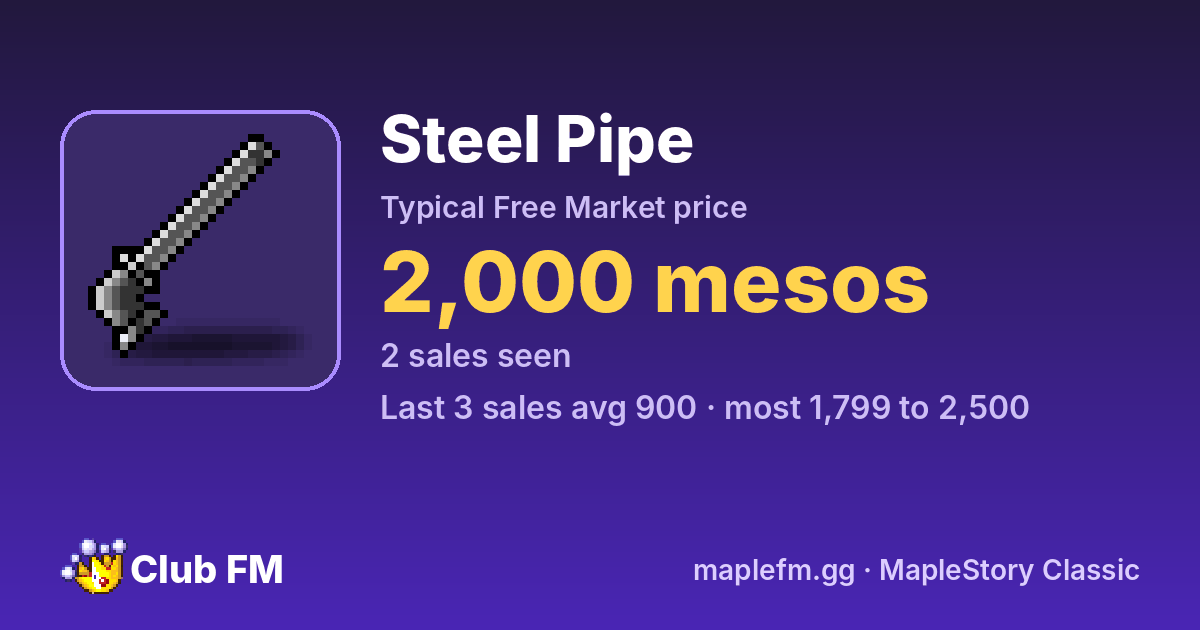 Steel Pipe
Typical Free Market price
2,000 mesos
2 sales seen
Last 3 sales avg 900 · most 1,799 to 2,500
Club FM
maplefm.gg · MapleStory Classic